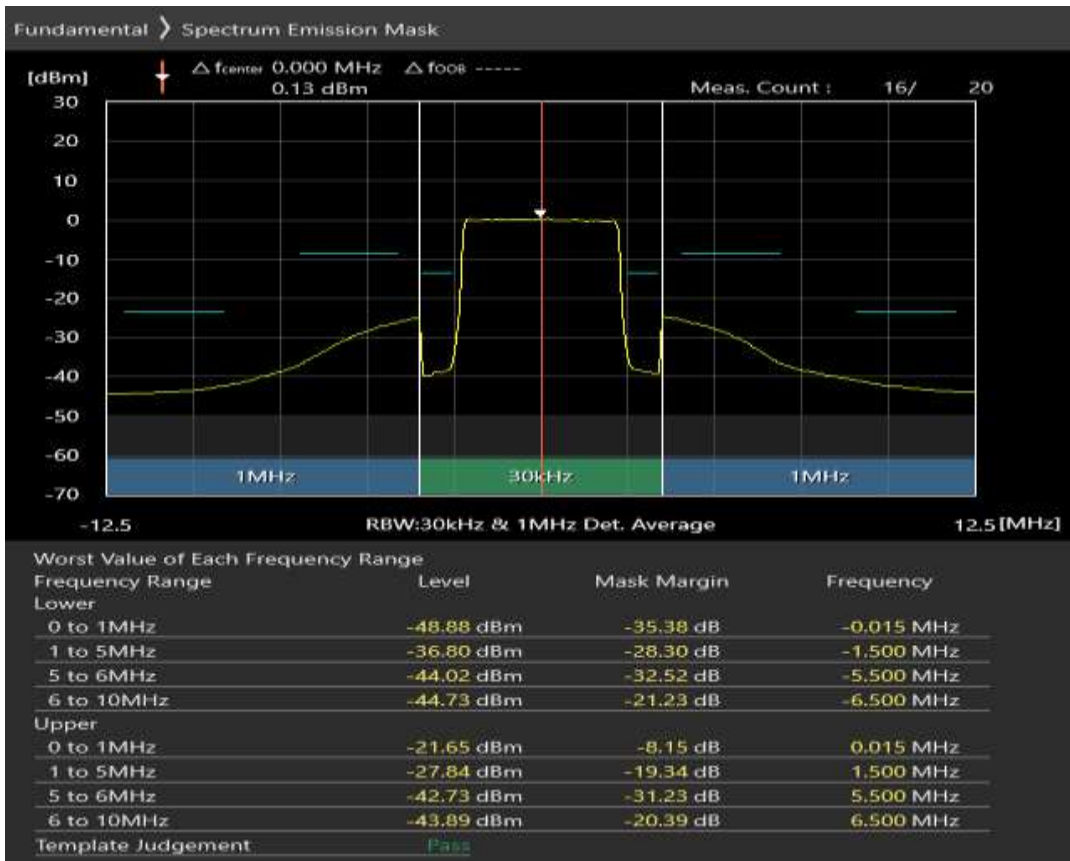 Fundamental ❭ Spectrum Emission Mask
[dBm] △ fcenter 0.000 MHz △ fOOB -----
0.13 dBm Meas. Count : 16/ 20
30
20
10
0
-10
-20
-30
-40
-50
-60
1MHz 30kHz 1MHz
-70
-12.5 RBW:30kHz & 1MHz Det. Average 12.5 [MHz]
Worst Value of Each Frequency Range
Frequency Range Level Mask Margin Frequency
Lower
0 to 1MHz -48.88 dBm -35.38 dB -0.015 MHz
1 to 5MHz -36.80 dBm -28.30 dB -1.500 MHz
5 to 6MHz -44.02 dBm -32.52 dB -5.500 MHz
6 to 10MHz -44.73 dBm -21.23 dB -6.500 MHz
Upper
0 to 1MHz -21.65 dBm -8.15 dB 0.015 MHz
1 to 5MHz -27.84 dBm -19.34 dB 1.500 MHz
5 to 6MHz -42.73 dBm -31.23 dB 5.500 MHz
6 to 10MHz -43.89 dBm -20.39 dB 6.500 MHz
Template Judgement Pass